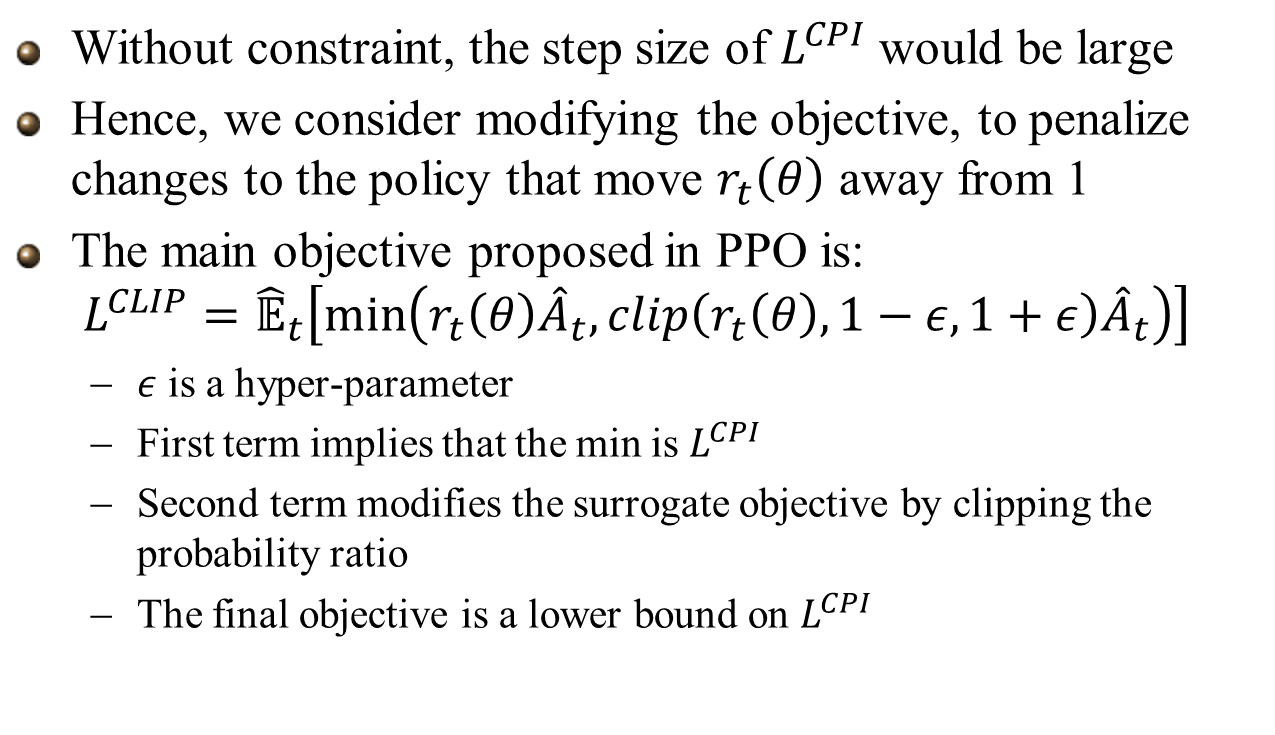 Without constraint, the step size of L^{CPI} would be large
Hence, we consider modifying the objective, to penalize
changes to the policy that move r_t(θ) away from 1
The main objective proposed in PPO is:
L^{CLIP} = 𝔼̂_t[min(r_t(θ)Â_t, clip(r_t(θ), 1 − ϵ, 1 + ϵ)Â_t)]
– ϵ is a hyper-parameter
– First term implies that the min is L^{CPI}
– Second term modifies the surrogate objective by clipping the
probability ratio
– The final objective is a lower bound on L^{CPI}